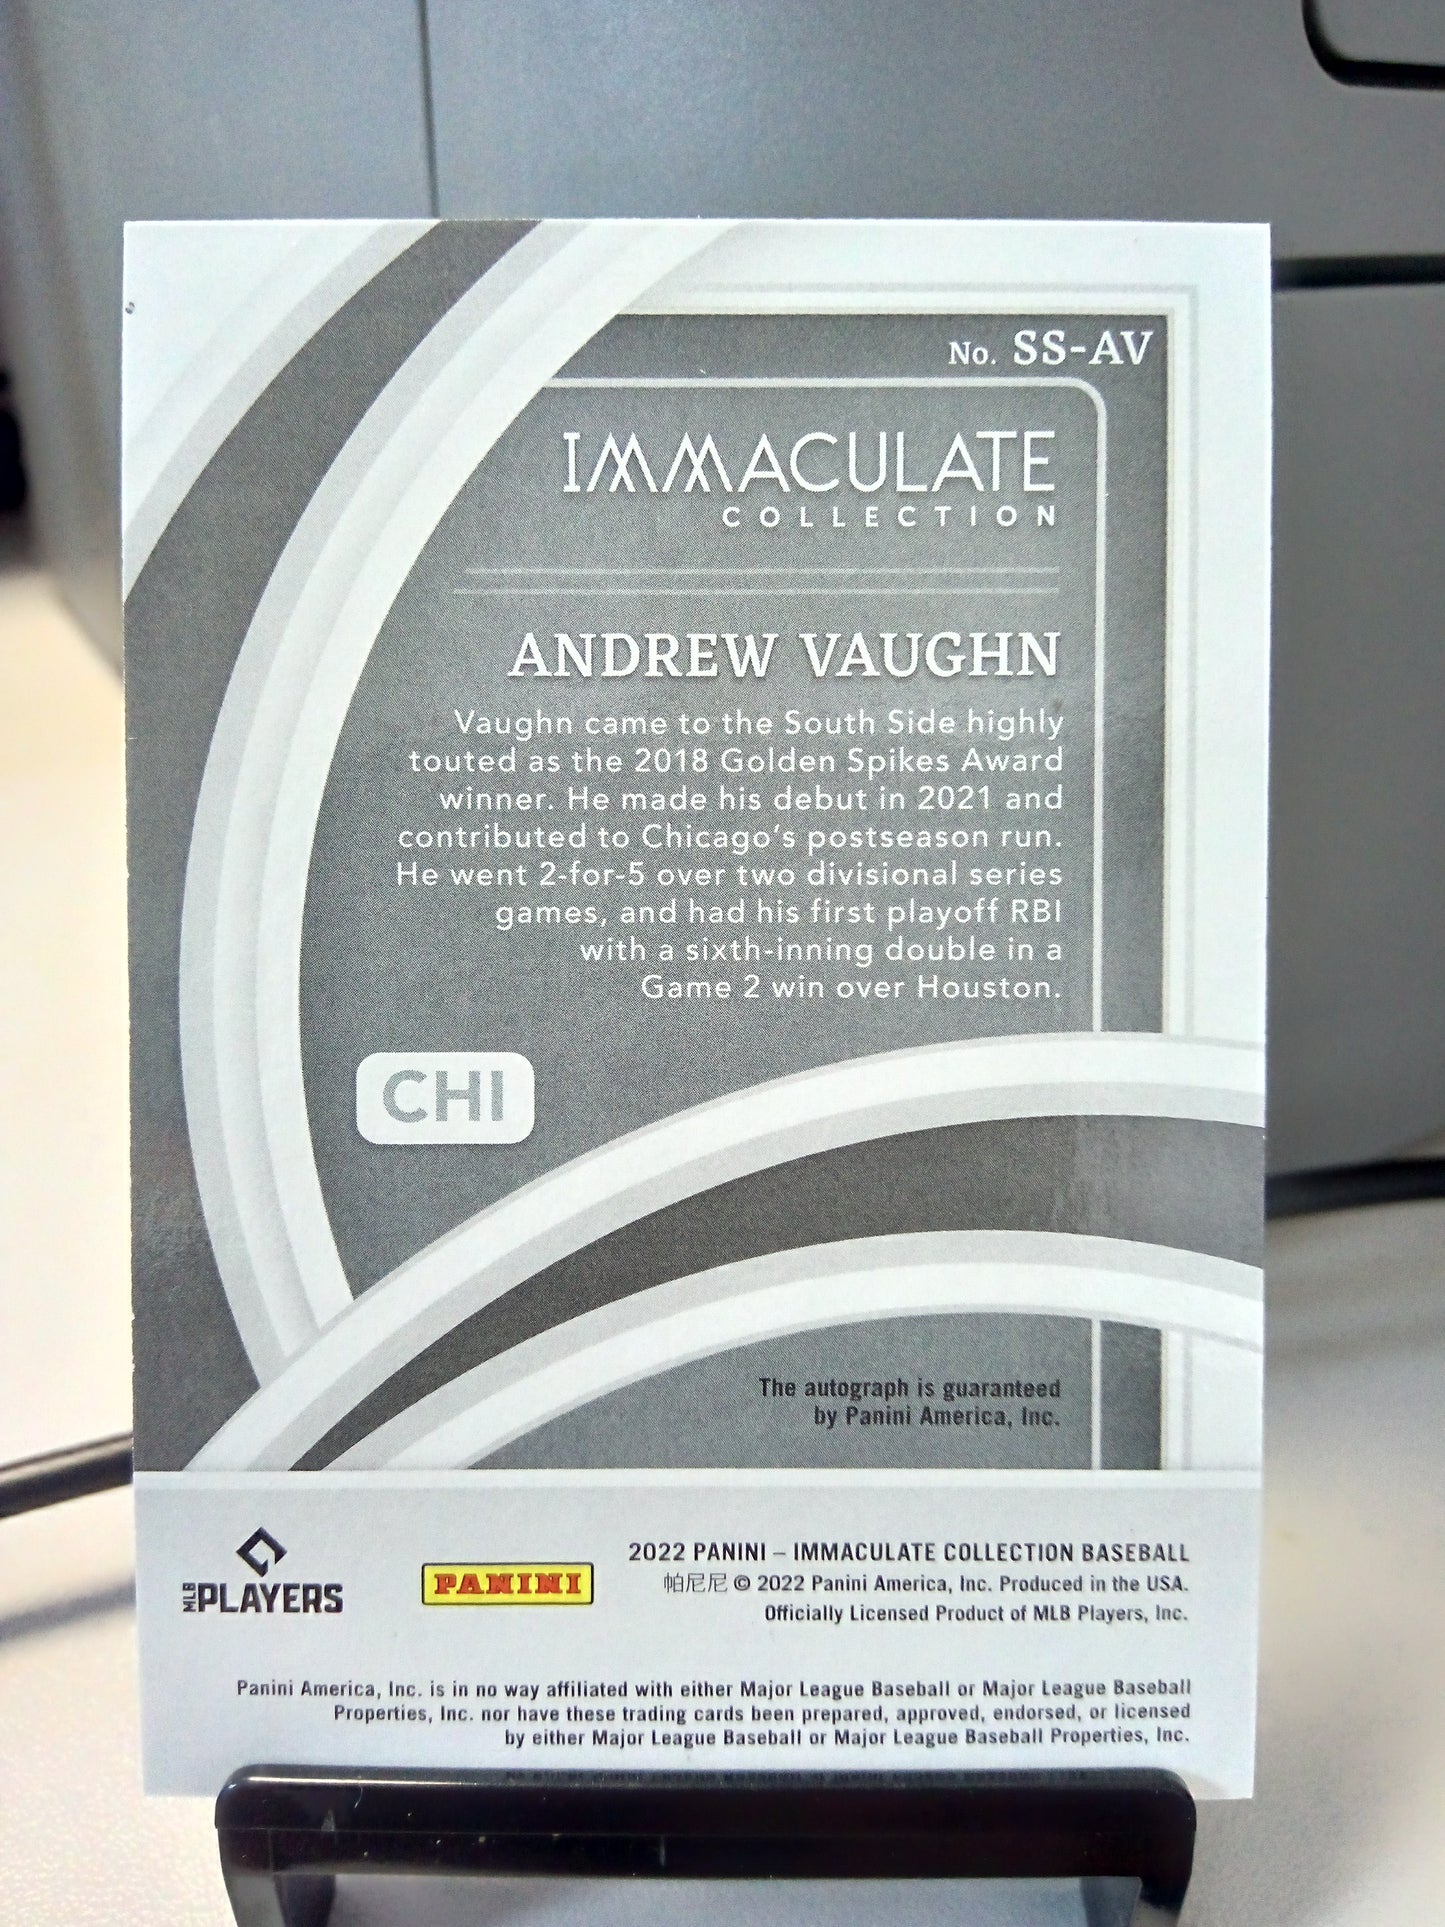 No. SS-AV
IMMACULATE
COLLECTION
ANDREW VAUGHN
Vaughn came to the South Side highly
touted as the 2018 Golden Spikes Award
winner. He made his debut in 2021 and
contributed to Chicago's postseason run.
He went 2-for-5 over two divisional series
games, and had his first playoff RBI
with a sixth-inning double in a
Game 2 win over Houston.
CHI
The autograph is guaranteed
by Panini America, Inc.
MLB PLAYERS
PANINI
2022 PANINI – IMMACULATE COLLECTION BASEBALL
帕尼尼 © 2022 Panini America, Inc. Produced in the USA.
Officially Licensed Product of MLB Players, Inc.
Panini America, Inc. is in no way affiliated with either Major League Baseball or Major League Baseball
Properties, Inc. nor have these trading cards been prepared, approved, endorsed, or licensed
by either Major League Baseball or Major League Baseball Properties, Inc.